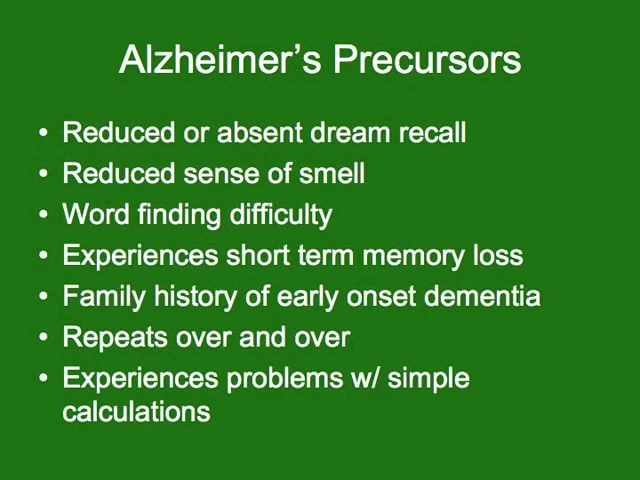 Alzheimer’s Precursors
• Reduced or absent dream recall
• Reduced sense of smell
• Word finding difficulty
• Experiences short term memory loss
• Family history of early onset dementia
• Repeats over and over
• Experiences problems w/ simple
calculations